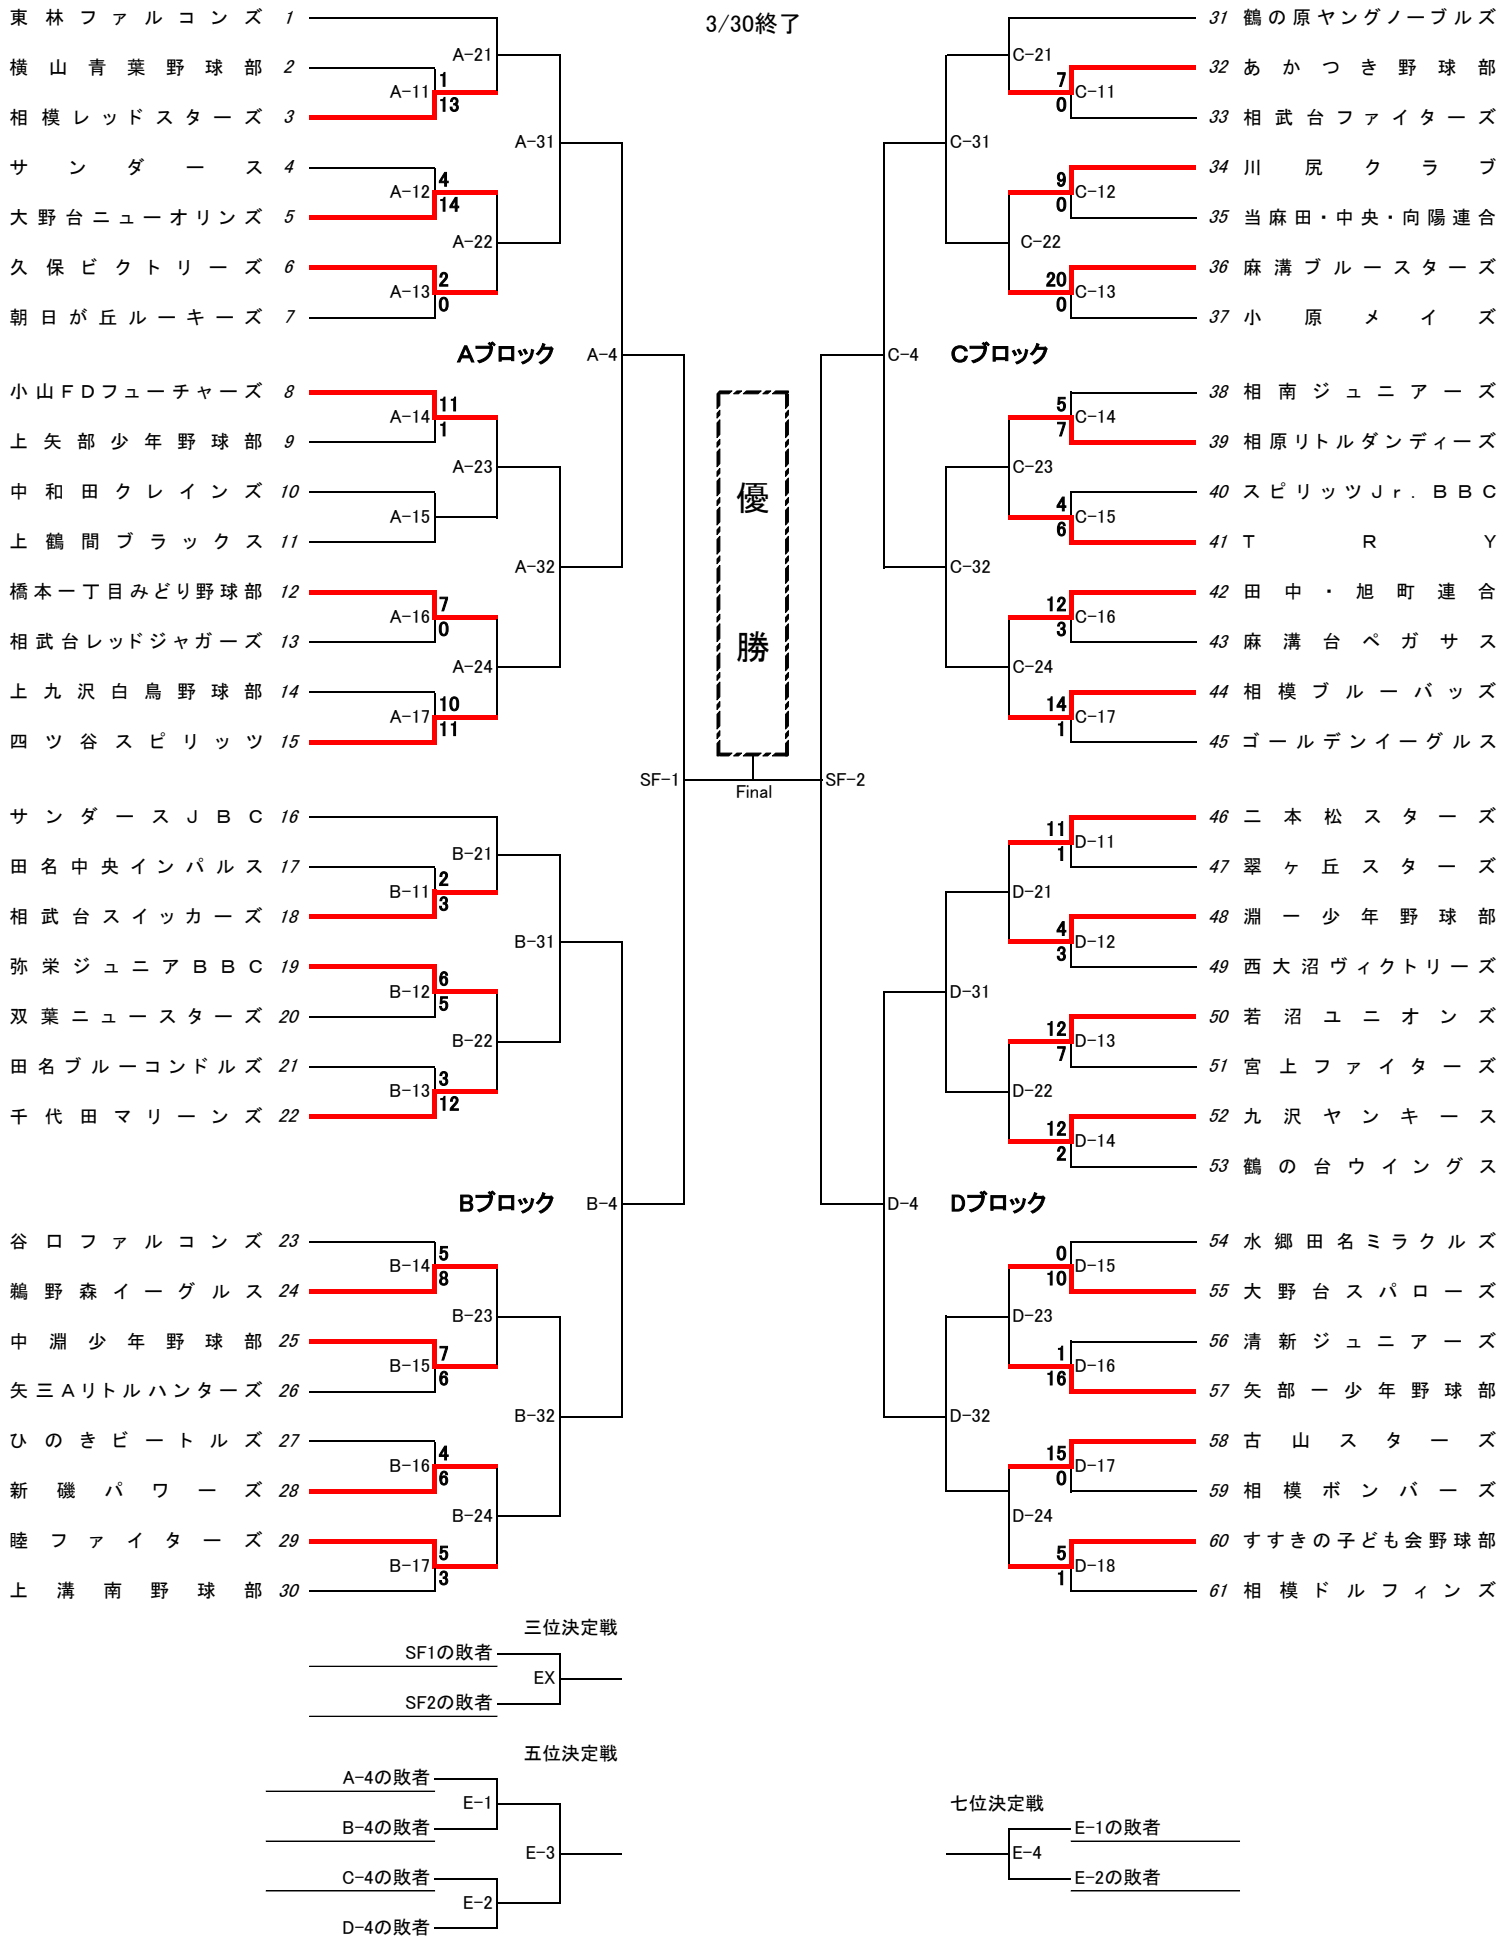 3/30終了
東林ファルコンズ 1
A-21
横山青葉野球部 2
A-11 1
13
相模レッドスターズ 3
A-31
サンダース 4
A-12 4
14
大野台ニューオリンズ 5
A-22
久保ビクトリーズ 6
A-13 2
0
朝日が丘ルーキーズ 7
Aブロック A-4
小山FDフューチャーズ 8
A-14 11
1
上矢部少年野球部 9
A-23
中和田クレインズ 10
A-15
上鶴間ブラックス 11
A-32
橋本一丁目みどり野球部 12
A-16 7
0
相武台レッドジャガーズ 13
A-24
上九沢白鳥野球部 14
A-17 10
11
四ツ谷スピリッツ 15
SF-1
サンダースJBC 16
B-21
田名中央インパルス 17
B-11 2
3
相武台スイッカーズ 18
B-31
弥栄ジュニアBBC 19
B-12 6
5
双葉ニュースターズ 20
B-22
田名ブルーコンドルズ 21
B-13 3
12
千代田マリーンズ 22
Bブロック B-4
谷口ファルコンズ 23
B-14 5
8
鵜野森イーグルス 24
B-23
中淵少年野球部 25
B-15 7
6
矢三Aリトルハンターズ 26
B-32
ひのきビートルズ 27
B-16 4
6
新磯パワーズ 28
B-24
睦ファイターズ 29
B-17 5
3
上溝南野球部 30
優
勝
Final
31 鶴の原ヤングノーブルズ
C-21
32 あかつき野球部
7 C-11
0
33 相武台ファイターズ
C-31
34 川尻クラブ
9 C-12
0
35 当麻田・中央・向陽連合
C-22
36 麻溝ブルースターズ
20 C-13
0
37 小原メイズ
C-4 Cブロック
38 相南ジュニアーズ
5 C-14
7
39 相原リトルダンディーズ
C-23
40 スピリッツJr.BBC
4 C-15
6
41 TRY
C-32
42 田中・旭町連合
12 C-16
3
43 麻溝台ペガサス
C-24
44 相模ブルーバッズ
14 C-17
1
45 ゴールデンイーグルス
SF-2
46 二本松スターズ
11 D-11
1
47 翠ヶ丘スターズ
D-21
48 淵一少年野球部
4 D-12
3
49 西大沼ヴィクトリーズ
D-31
50 若沼ユニオンズ
12 D-13
7
51 宮上ファイターズ
D-22
52 九沢ヤンキース
12 D-14
2
53 鶴の台ウイングス
D-4 Dブロック
54 水郷田名ミラクルズ
0 D-15
10
55 大野台スパローズ
D-23
56 清新ジュニアーズ
1 D-16
16
57 矢部一少年野球部
D-32
58 古山スターズ
15 D-17
0
59 相模ボンバーズ
D-24
60 すすきの子ども会野球部
5 D-18
1
61 相模ドルフィンズ
三位決定戦
SF1の敗者
EX
SF2の敗者
五位決定戦
A-4の敗者
E-1
B-4の敗者
E-3
C-4の敗者
E-2
D-4の敗者
七位決定戦
E-1の敗者
E-4
E-2の敗者